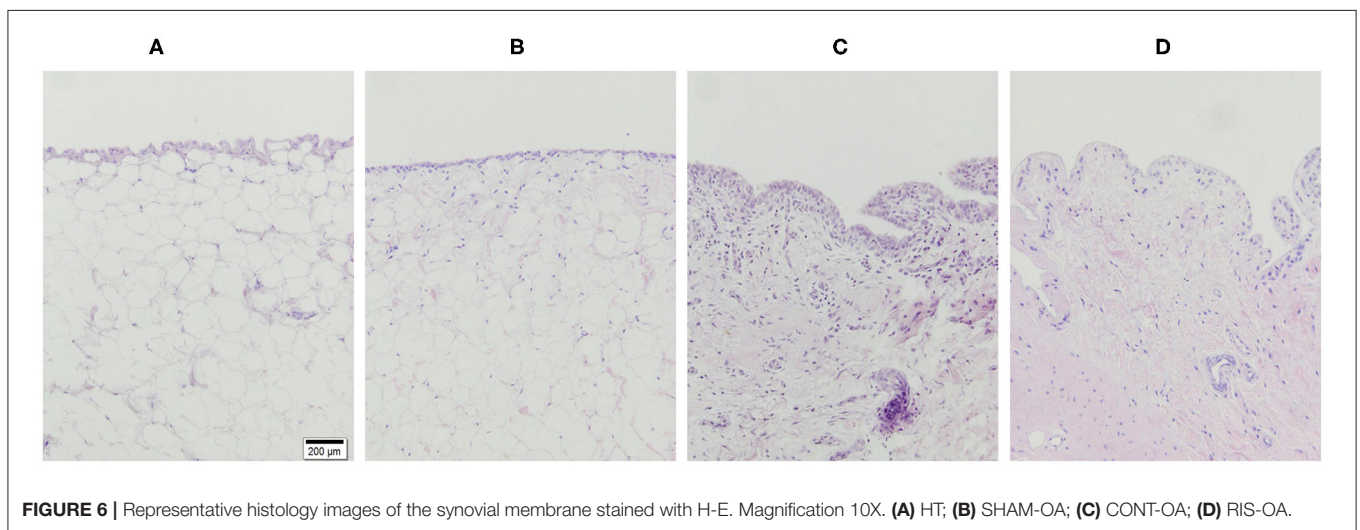 A B C D
200 µm
FIGURE 6 | Representative histology images of the synovial membrane stained with H-E. Magnification 10X. (A) HT; (B) SHAM-OA; (C) CONT-OA; (D) RIS-OA.